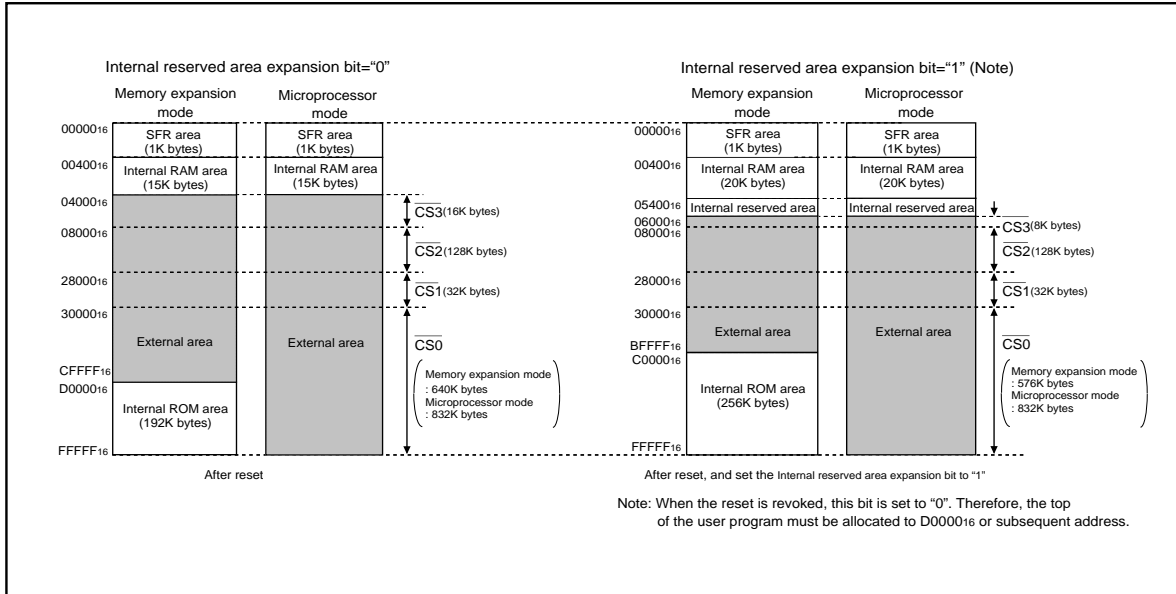 Internal reserved area expansion bit=“0”
Memory expansion
mode
Microprocessor
mode
0000016
SFR area
(1K bytes)
SFR area
(1K bytes)
0040016
Internal RAM area
(15K bytes)
Internal RAM area
(15K bytes)
0400016
CS3(16K bytes)
0800016
CS2(128K bytes)
2800016
CS1(32K bytes)
3000016
External area
External area
CS0
CFFFF16
D000016
Memory expansion mode
: 640K bytes
Microprocessor mode
: 832K bytes
Internal ROM area
(192K bytes)
FFFFF16
After reset
Internal reserved area expansion bit=“1” (Note)
Memory expansion
mode
Microprocessor
mode
0000016
SFR area
(1K bytes)
SFR area
(1K bytes)
0040016
Internal RAM area
(20K bytes)
Internal RAM area
(20K bytes)
0540016
Internal reserved area
Internal reserved area
0600016
CS3(8K bytes)
0800016
CS2(128K bytes)
2800016
CS1(32K bytes)
3000016
External area
External area
CS0
BFFFF16
C000016
Memory expansion mode
: 576K bytes
Microprocessor mode
: 832K bytes
Internal ROM area
(256K bytes)
FFFFF16
After reset, and set the Internal reserved area expansion bit to “1”
Note: When the reset is revoked, this bit is set to “0”. Therefore, the top
of the user program must be allocated to D000016 or subsequent address.